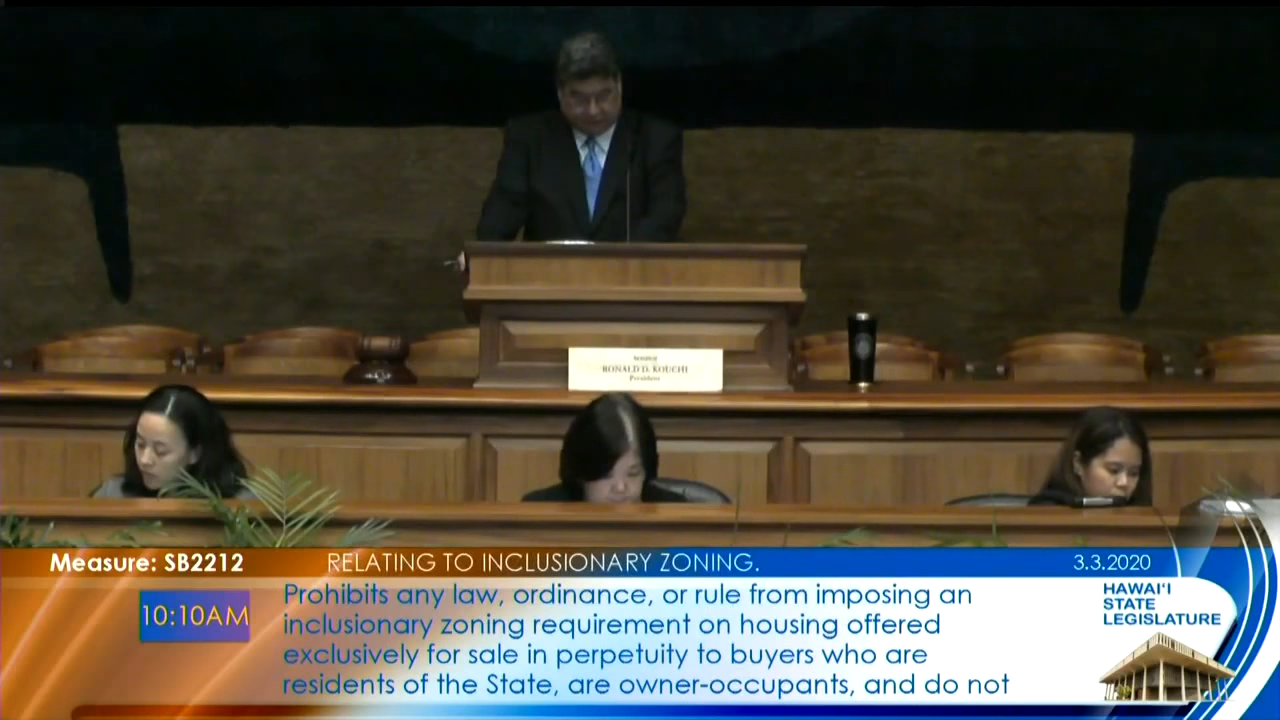 Senator
RONALD D. KOUCHI
President
Measure: SB2212
RELATING TO INCLUSIONARY ZONING.
3.3.2020
10:10AM
Prohibits any law, ordinance, or rule from imposing an
inclusionary zoning requirement on housing offered
exclusively for sale in perpetuity to buyers who are
residents of the State, are owner-occupants, and do not
HAWAIʻI
STATE
LEGISLATURE